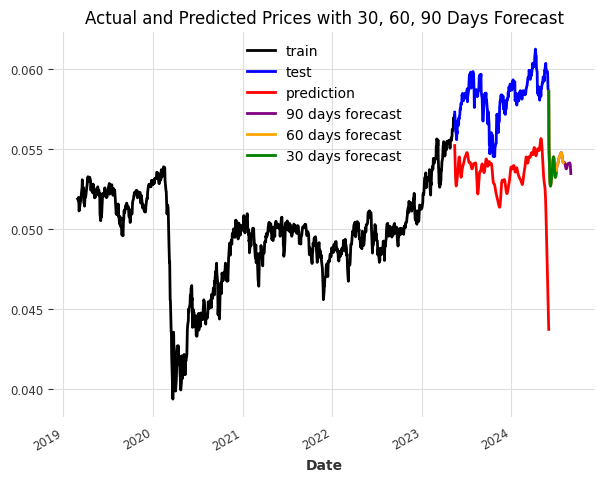 Actual and Predicted Prices with 30, 60, 90 Days Forecast
train
test
prediction
90 days forecast
60 days forecast
30 days forecast
0.060
0.055
0.050
0.045
0.040
2019
2020
2021
2022
2023
2024
Date